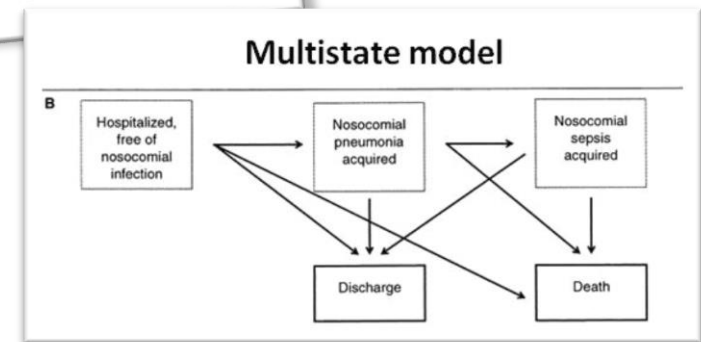 Multistate model
B
Hospitalized,
free of
nosocomial
infection
Nosocomial
pneumonia
acquired
Nosocomial
sepsis
acquired
Discharge
Death